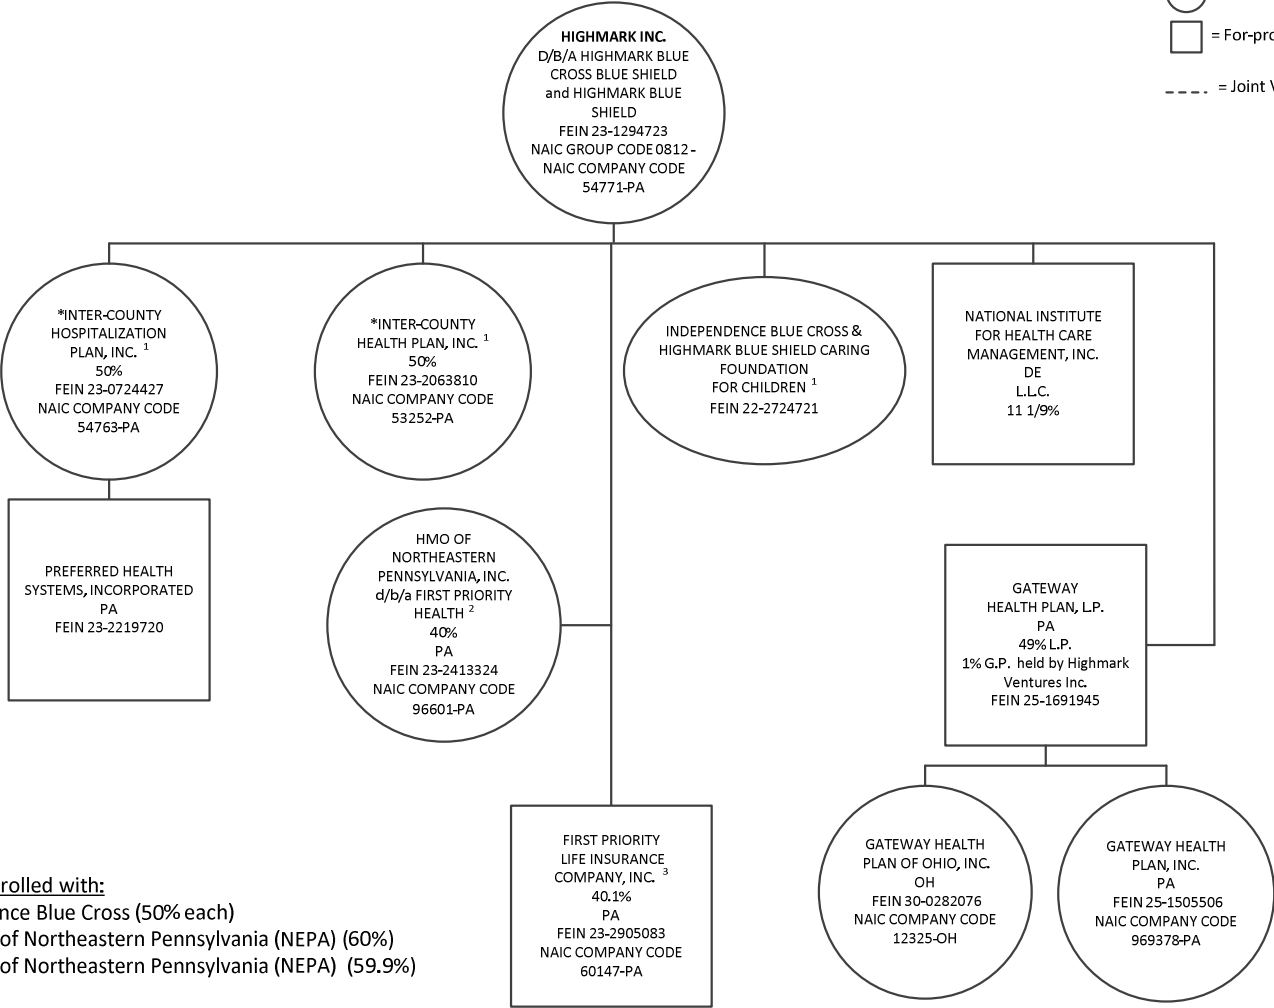 = For-pro
= Joint V
HIGHMARK INC.
D/B/A HIGHMARK BLUE
CROSS BLUE SHIELD
and HIGHMARK BLUE
SHIELD
FEIN 23-1294723
NAIC GROUP CODE 0812 -
NAIC COMPANY CODE
54771-PA
*INTER-COUNTY
HOSPITALIZATION
PLAN, INC. 1
50%
FEIN 23-0724427
NAIC COMPANY CODE
54763-PA
*INTER-COUNTY
HEALTH PLAN, INC. 1
50%
FEIN 23-2063810
NAIC COMPANY CODE
53252-PA
INDEPENDENCE BLUE CROSS &
HIGHMARK BLUE SHIELD CARING
FOUNDATION
FOR CHILDREN 1
FEIN 22-2724721
NATIONAL INSTITUTE
FOR HEALTH CARE
MANAGEMENT, INC.
DE
L.L.C.
11 1/9%
PREFERRED HEALTH
SYSTEMS, INCORPORATED
PA
FEIN 23-2219720
HMO OF
NORTHEASTERN
PENNSYLVANIA, INC.
d/b/a FIRST PRIORITY
HEALTH 2
40%
PA
FEIN 23-2413324
NAIC COMPANY CODE
96601-PA
GATEWAY
HEALTH PLAN, L.P.
PA
49% L.P.
1% G.P. held by Highmark
Ventures Inc.
FEIN 25-1691945
FIRST PRIORITY
LIFE INSURANCE
COMPANY, INC. 3
40.1%
PA
FEIN 23-2905083
NAIC COMPANY CODE
60147-PA
GATEWAY HEALTH
PLAN OF OHIO, INC.
OH
FEIN 30-0282076
NAIC COMPANY CODE
12325-OH
GATEWAY HEALTH
PLAN, INC.
PA
FEIN 25-1505506
NAIC COMPANY CODE
969378-PA
rolled with:
nce Blue Cross (50% each)
of Northeastern Pennsylvania (NEPA) (60%)
of Northeastern Pennsylvania (NEPA) (59.9%)